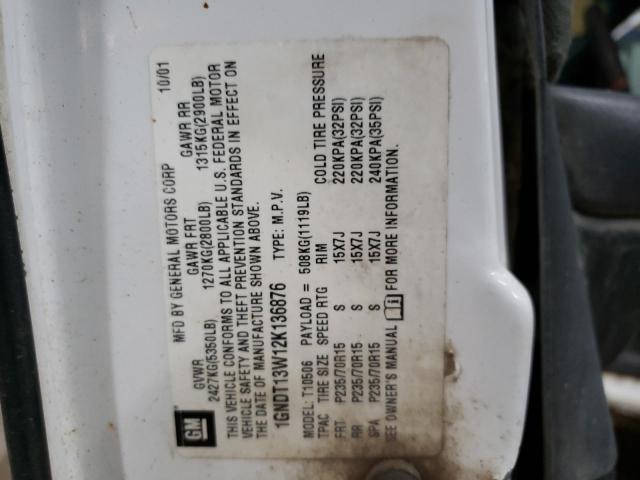 GM
MFD BY GENERAL MOTORS CORP 10/01
GVWR GAWR FRT GAWR RR
2427KG(5350LB) 1270KG(2800LB) 1315KG(2900LB)
THIS VEHICLE CONFORMS TO ALL APPLICABLE U.S. FEDERAL MOTOR
VEHICLE SAFETY AND THEFT PREVENTION STANDARDS IN EFFECT ON
THE DATE OF MANUFACTURE SHOWN ABOVE.
1GNDT13W12K136876 TYPE: M.P.V.
MODEL: T10506 PAYLOAD = 508KG(1119LB)
TPAC TIRE SIZE SPEED RTG RIM COLD TIRE PRESSURE
FRT P235/70R15 S 15X7J 220KPA(32PSI)
RR P235/70R15 S 15X7J 220KPA(32PSI)
SPA P235/70R15 S 15X7J 240KPA(35PSI)
SEE OWNER'S MANUAL FOR MORE INFORMATION.